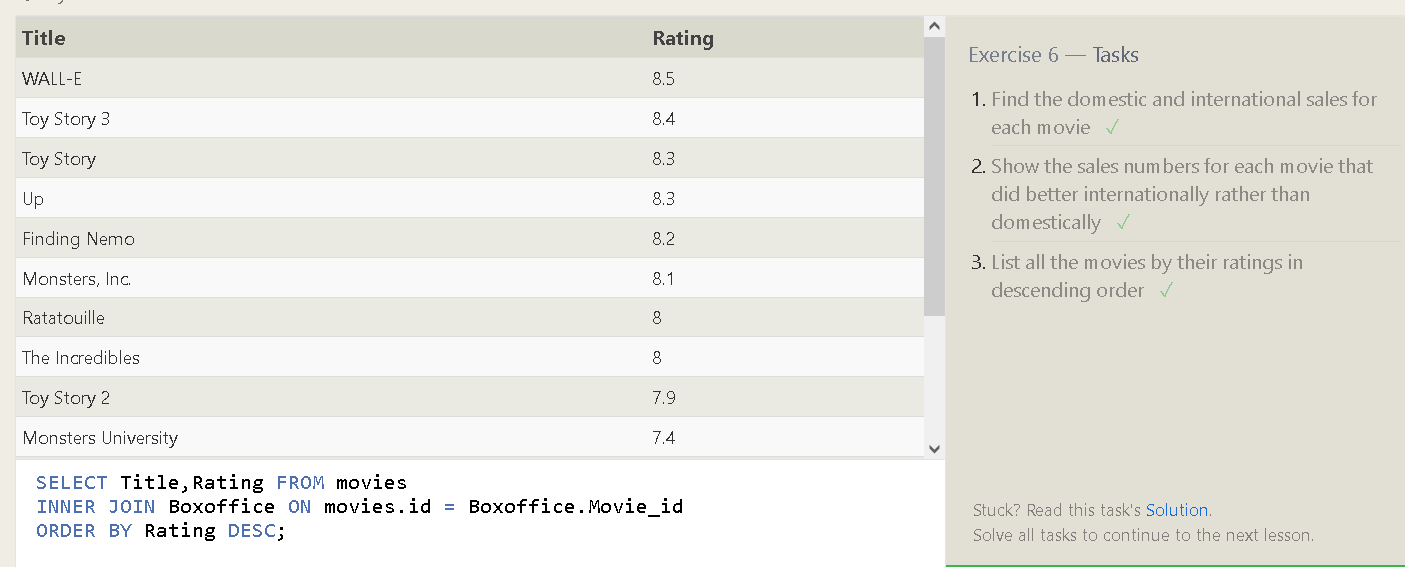 Title Rating
WALL-E 8.5
Toy Story 3 8.4
Toy Story 8.3
Up 8.3
Finding Nemo 8.2
Monsters, Inc. 8.1
Ratatouille 8
The Incredibles 8
Toy Story 2 7.9
Monsters University 7.4
SELECT Title,Rating FROM movies
INNER JOIN Boxoffice ON movies.id = Boxoffice.Movie_id
ORDER BY Rating DESC;
Exercise 6 — Tasks
1. Find the domestic and international sales for
each movie ✓
2. Show the sales numbers for each movie that
did better internationally rather than
domestically ✓
3. List all the movies by their ratings in
descending order ✓
Stuck? Read this task's Solution.
Solve all tasks to continue to the next lesson.